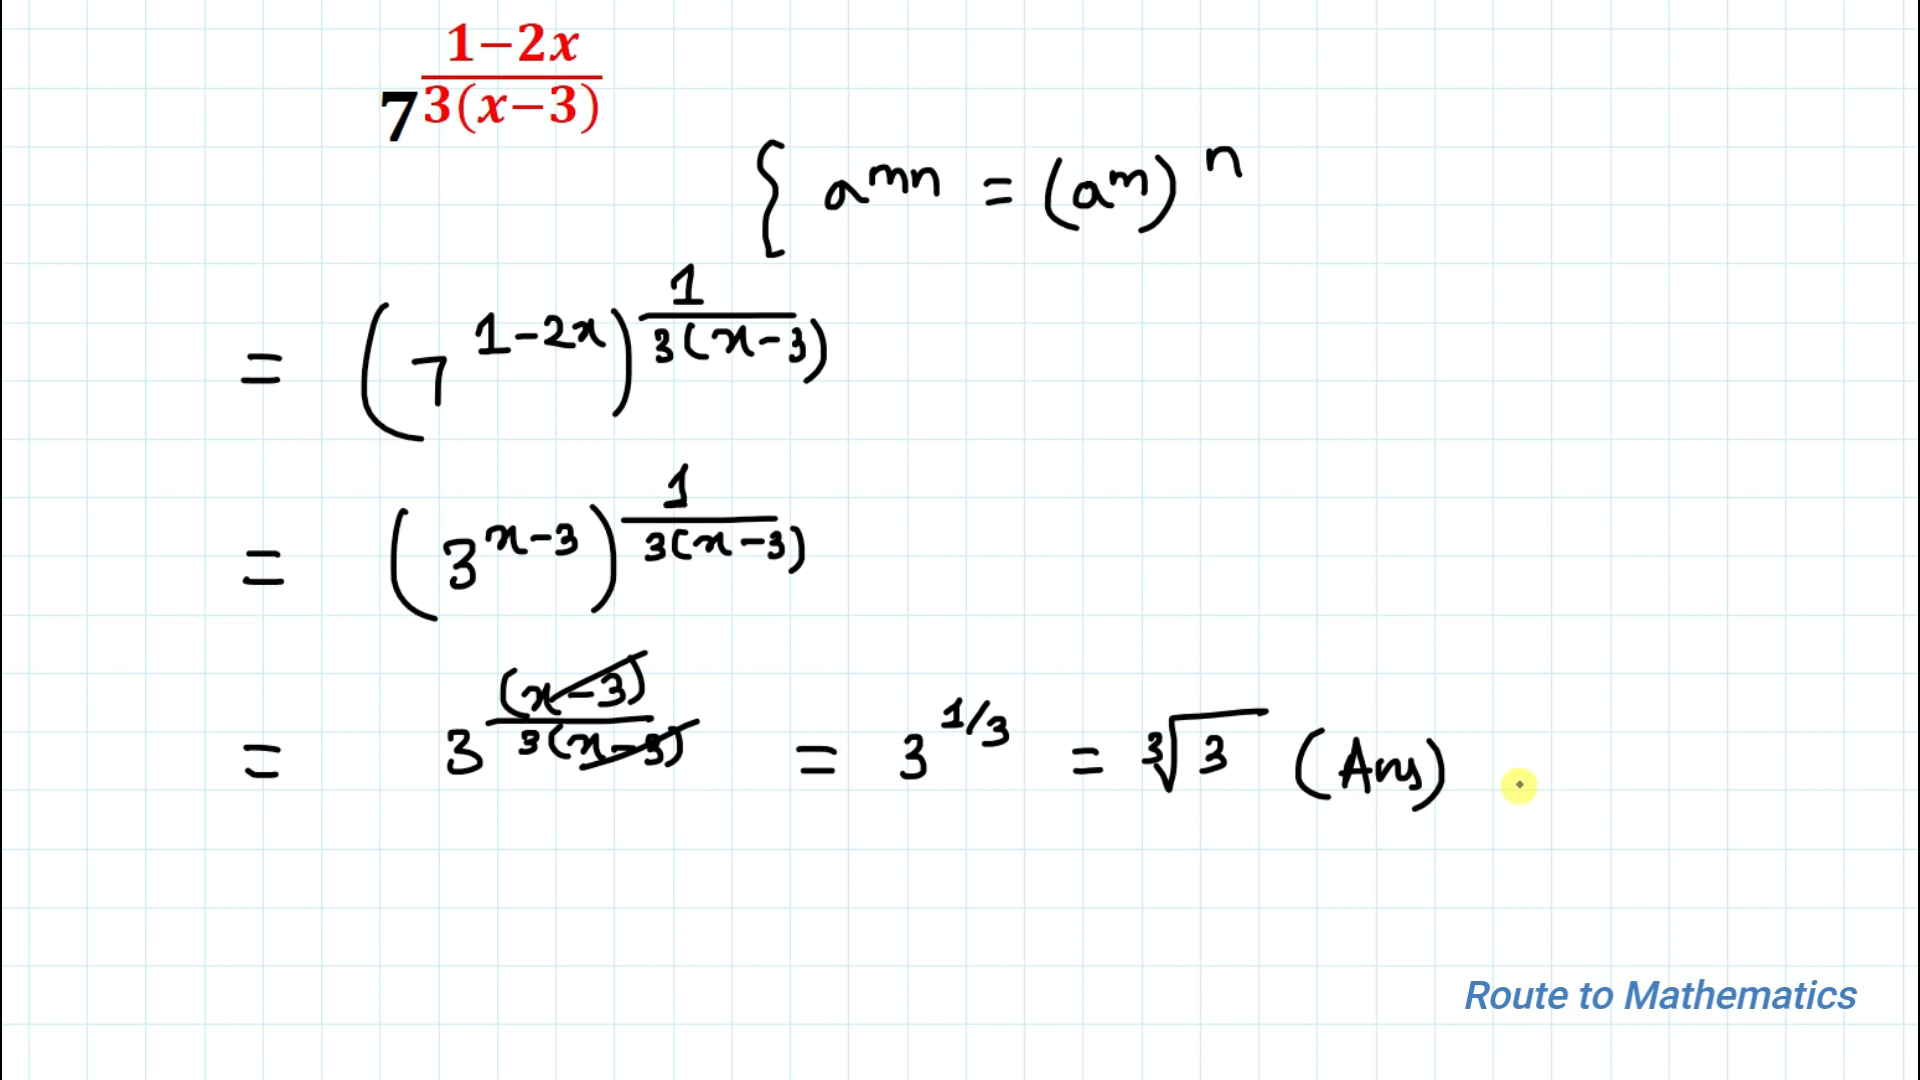 7^((1−2x)/(3(x−3)))
{ a^(mn) = (a^m)^n
= (7^(1−2x))^(1/(3(x−3)))
= (3^(x−3))^(1/(3(x−3)))
= 3^((x−3)/(3(x−3))) = 3^(1/3) = ∛3 (Ans)
Route to Mathematics